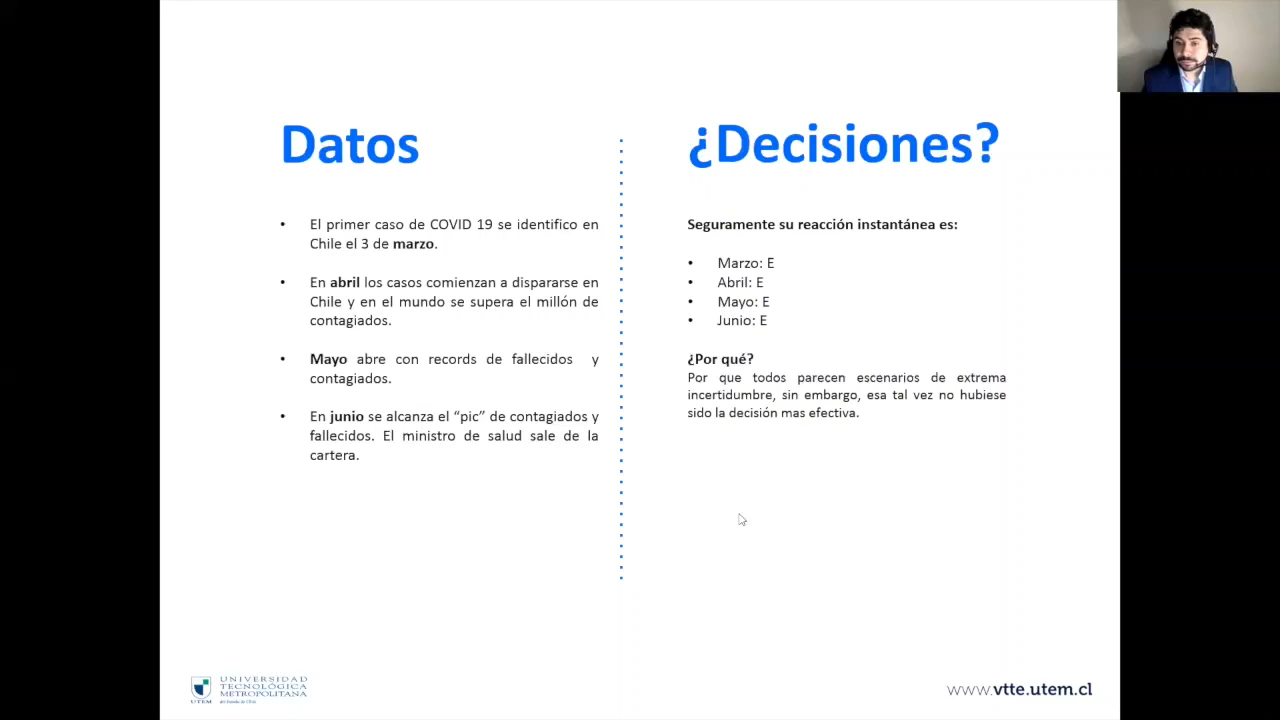 Datos
• El primer caso de COVID 19 se identifico en
Chile el 3 de marzo.
• En abril los casos comienzan a dispararse en
Chile y en el mundo se supera el millón de
contagiados.
• Mayo abre con records de fallecidos y
contagiados.
• En junio se alcanza el “pic” de contagiados y
fallecidos. El ministro de salud sale de la
cartera.
¿Decisiones?
Seguramente su reacción instantánea es:
• Marzo: E
• Abril: E
• Mayo: E
• Junio: E
¿Por qué?
Por que todos parecen escenarios de extrema
incertidumbre, sin embargo, esa tal vez no hubiese
sido la decisión mas efectiva.
UTEM
UNIVERSIDAD
TECNOLÓGICA
METROPOLITANA
del Estado de Chile
www.vtte.utem.cl